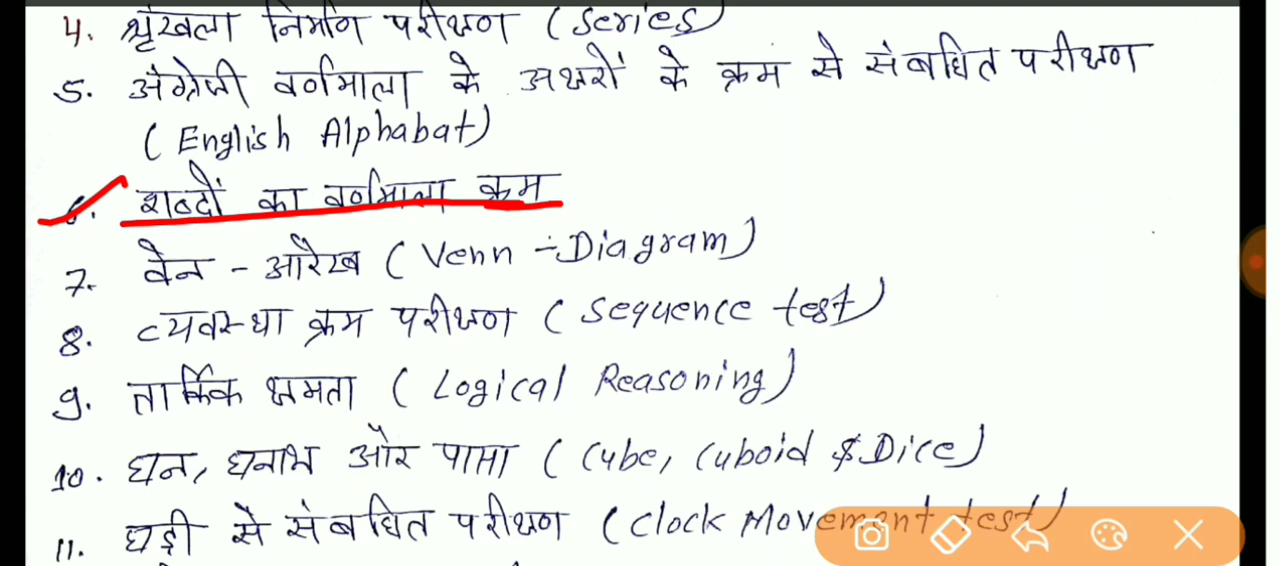 4. श्रृंखला निर्माण परीक्षण (Series)
5. अंग्रेजी वर्णमाला के अक्षरों के क्रम से संबधित परीक्षण
(English Alphabat)
6. शब्दों का वर्णमाला क्रम
7. वेन - आरेख (Venn - Diagram)
8. व्यवस्था क्रम परीक्षण (Sequence test)
9. तार्किक क्षमता (Logical Reasoning)
10. घन, घनाभ और पासा (Cube, Cuboid & Dice)
11. घड़ी से संबधित परीक्षण (Clock Movement test)